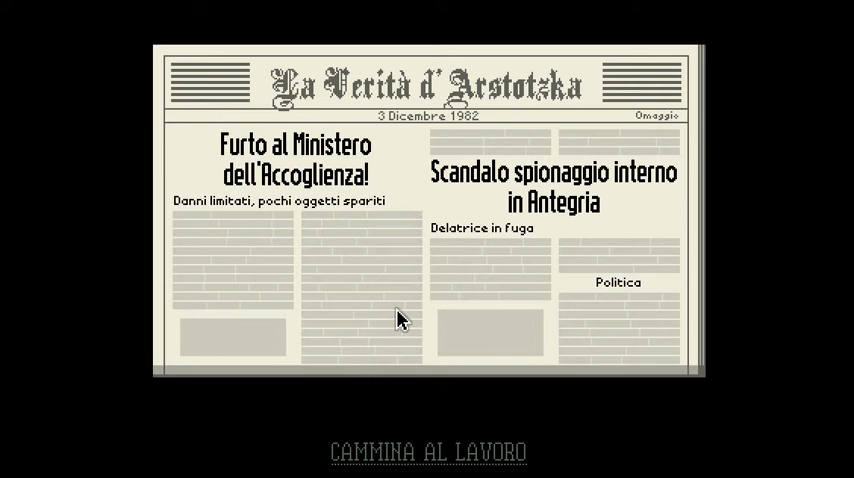 La Verità d'Arstotzka
3 Dicembre 1982
Omaggio
Furto al Ministero
dell'Accoglienza!
Danni limitati, pochi oggetti spariti
Scandalo spionaggio interno
in Antegria
Delatrice in fuga
Politica
CAMMINA AL LAVORO